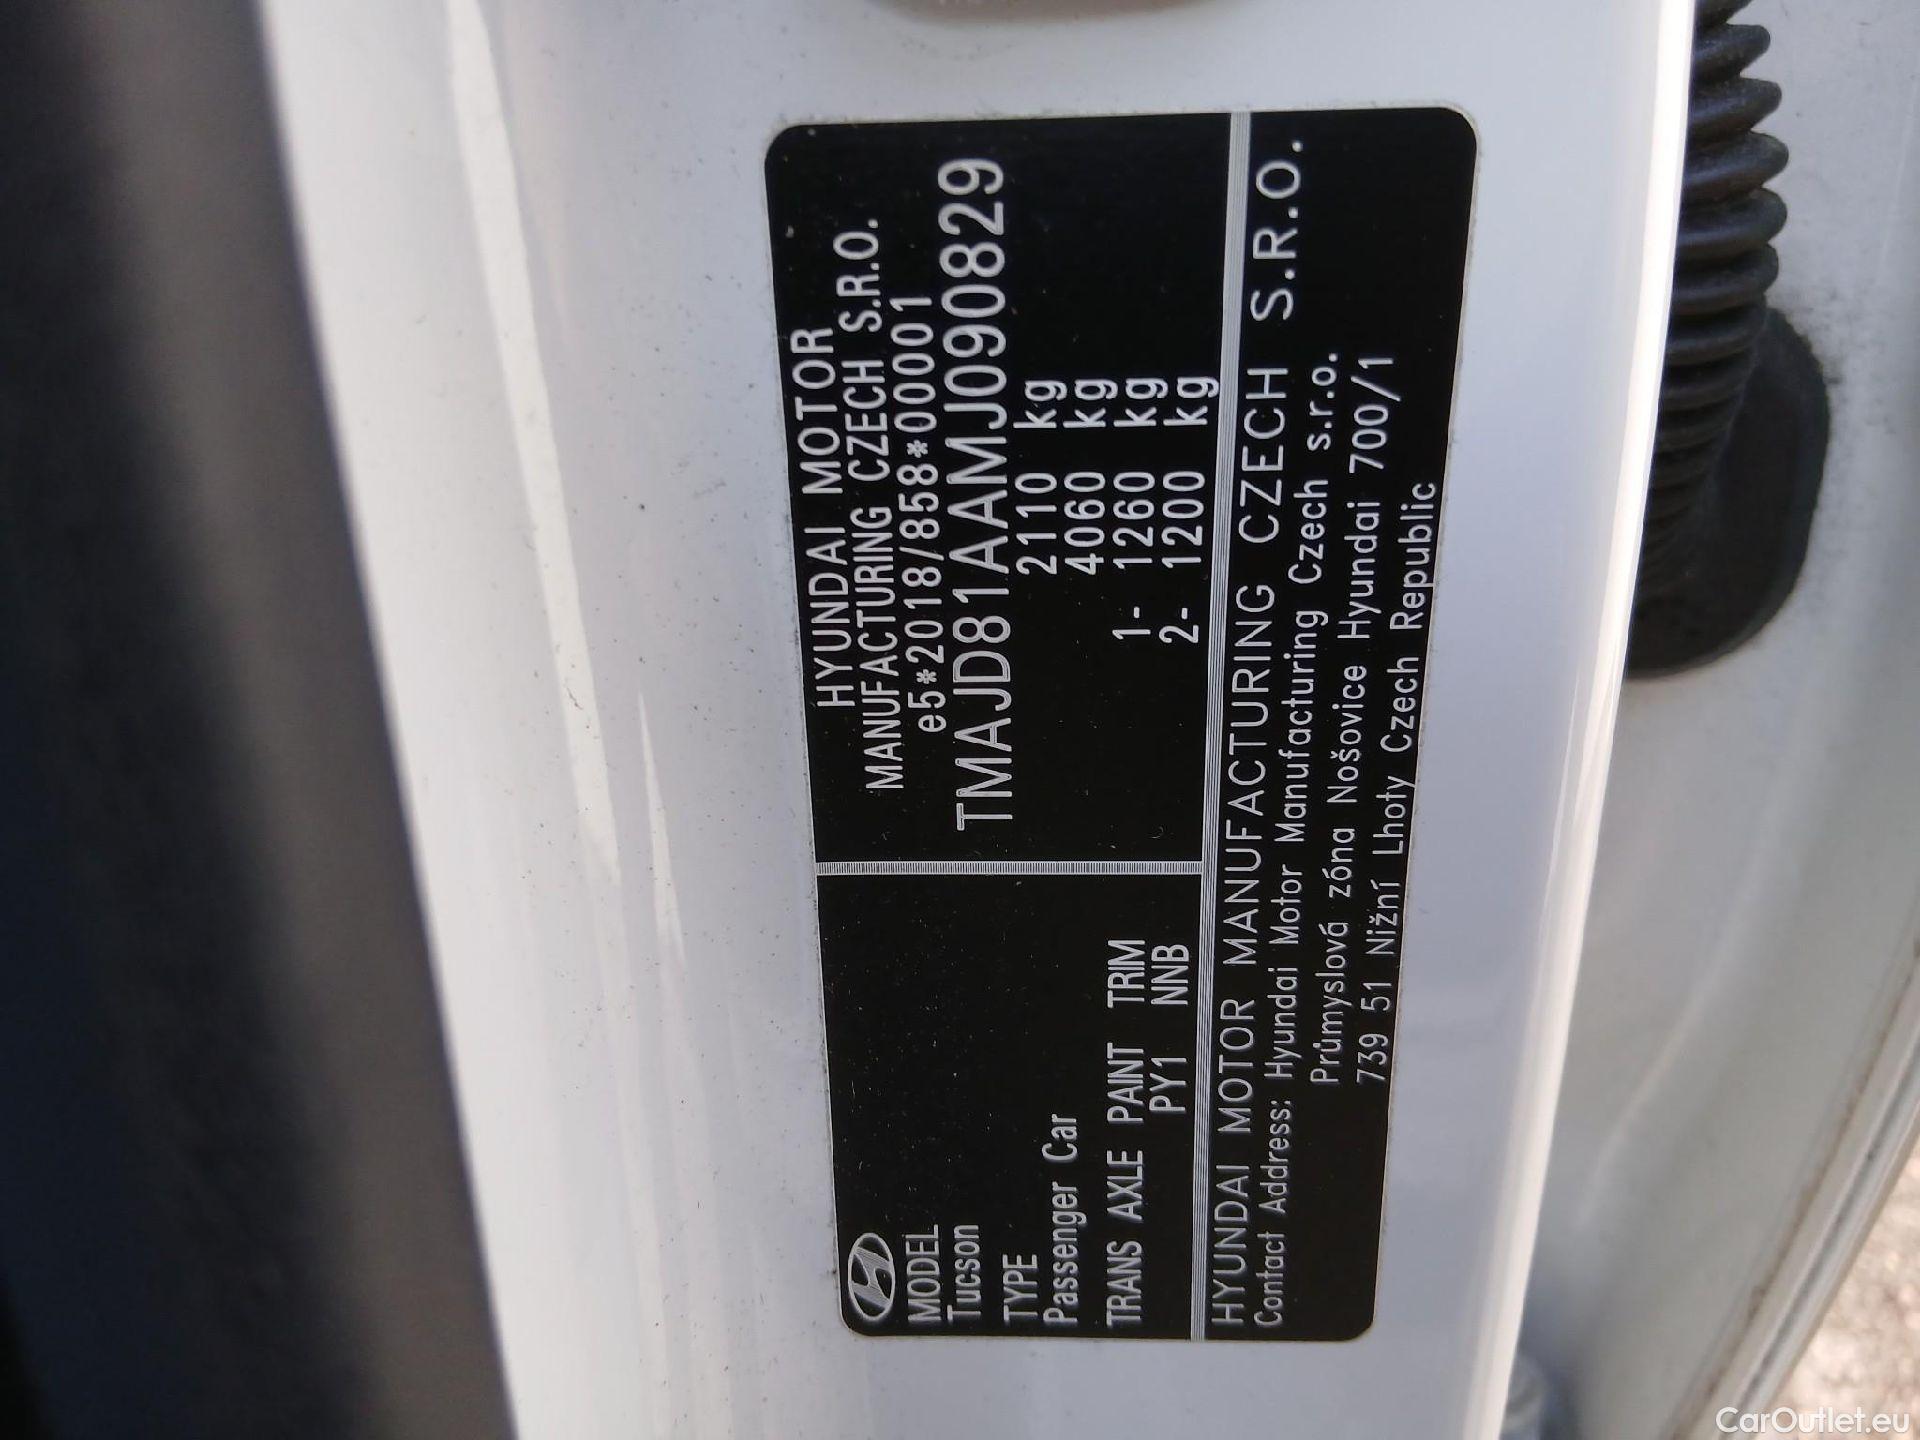 MODEL
Tucson
TYPE
Passenger Car
TRANS AXLE PAINT TRIM
PY1 NNB
HYUNDAI MOTOR
MANUFACTURING CZECH S.R.O.
e5*2018/858*00001
TMAJD81AAMJ090829
2110 kg
4060 kg
1- 1260 kg
2- 1200 kg
HYUNDAI MOTOR MANUFACTURING CZECH S.R.O.
Contact Address: Hyundai Motor Manufacturing Czech s.r.o.
Průmyslová zóna Nošovice Hyundai 700/1
739 51 Nižní Lhoty Czech Republic
CarOutlet.eu